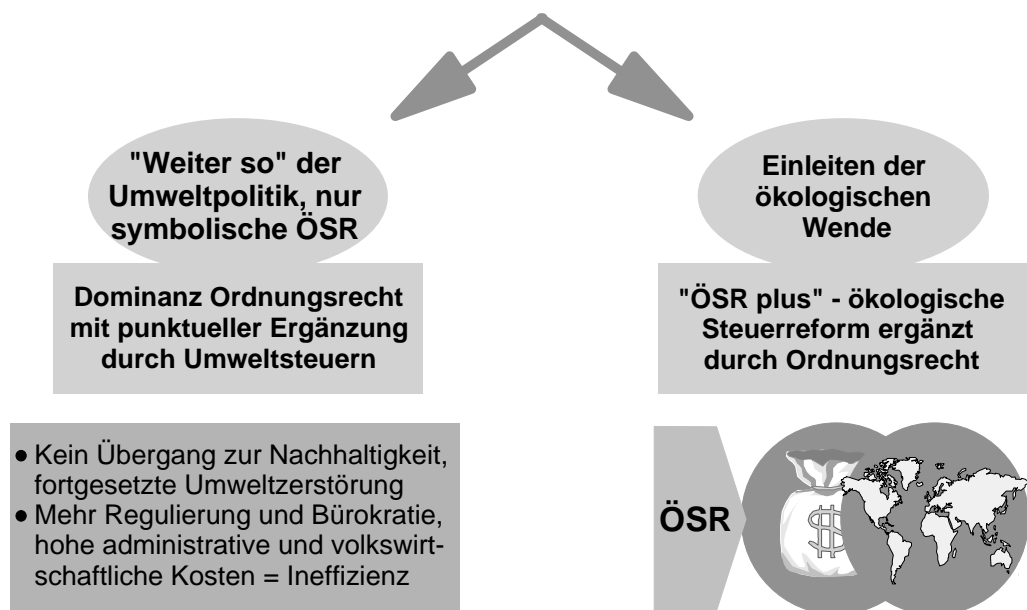 "Weiter so" der
Umweltpolitik, nur
symbolische ÖSR
Dominanz Ordnungsrecht
mit punktueller Ergänzung
durch Umweltsteuern
• Kein Übergang zur Nachhaltigkeit,
fortgesetzte Umweltzerstörung
• Mehr Regulierung und Bürokratie,
hohe administrative und volkswirt-
schaftliche Kosten = Ineffizienz
Einleiten der
ökologischen
Wende
"ÖSR plus" - ökologische
Steuerreform ergänzt
durch Ordnungsrecht
ÖSR
$